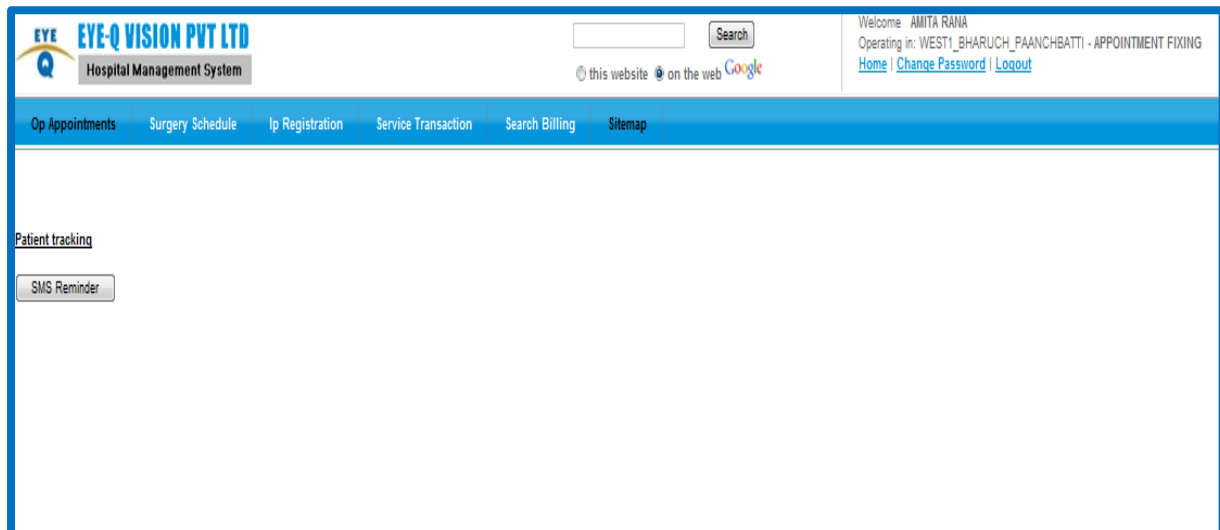 EYE
Q
EYE-Q VISION PVT LTD
Hospital Management System
Search
this website on the web Google
Welcome AMITA RANA
Operating in: WEST1_BHARUCH_PAANCHBATTI - APPOINTMENT FIXING
Home | Change Password | Logout
Op Appointments Surgery Schedule Ip Registration Service Transaction Search Billing Sitemap
Patient tracking
SMS Reminder